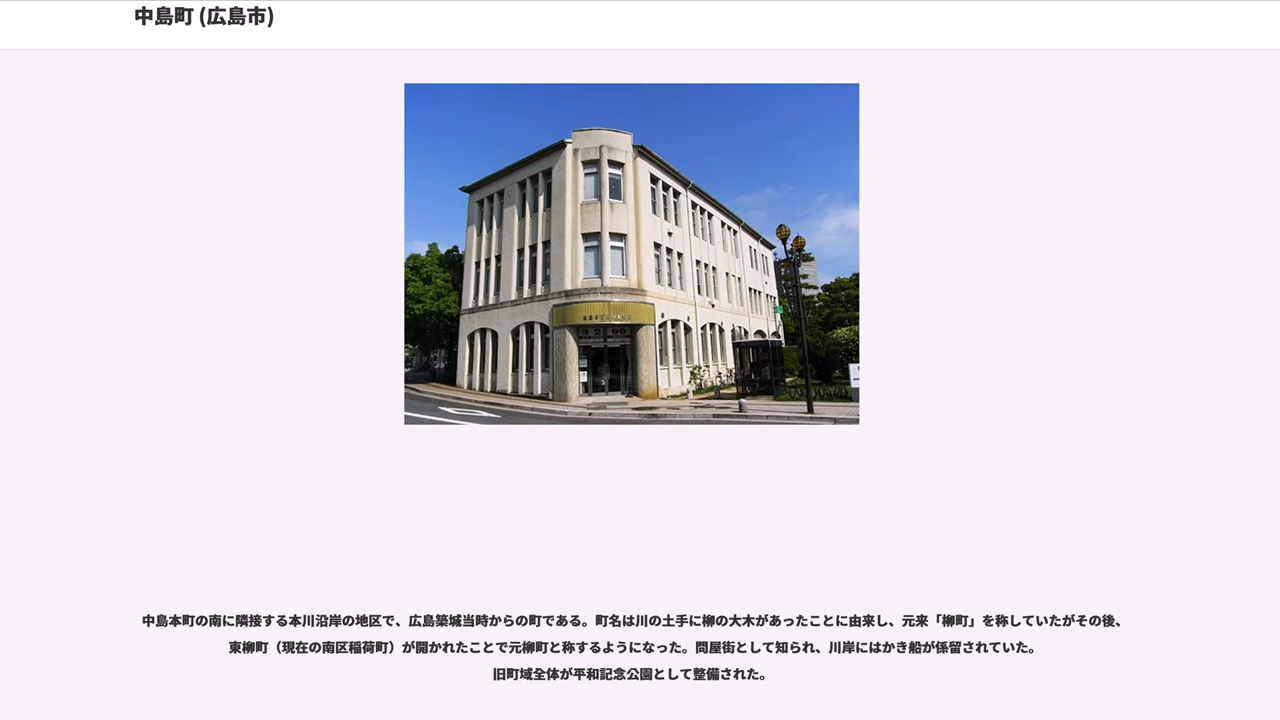 中島町 (広島市)
中島本町の南に隣接する本川沿岸の地区で、広島築城当時からの町である。町名は川の土手に柳の大木があったことに由来し、元来「柳町」を称していたがその後、
東柳町（現在の南区稲荷町）が開かれたことで元柳町と称するようになった。問屋街として知られ、川岸にはかき船が係留されていた。
旧町域全体が平和記念公園として整備された。